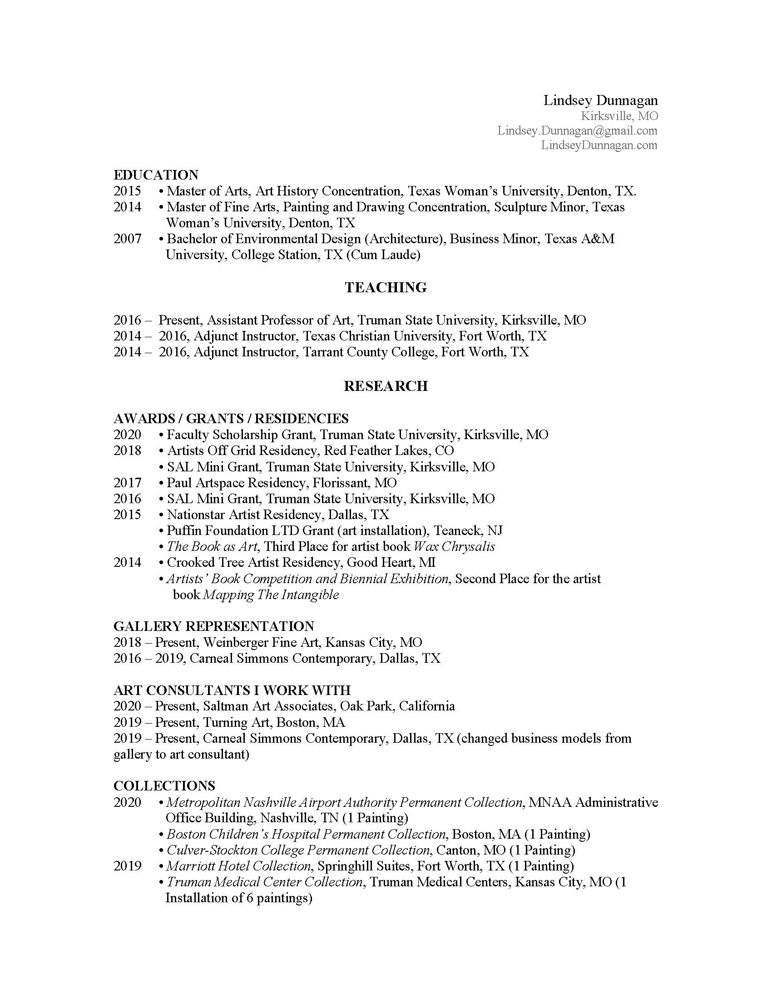 Lindsey Dunnagan
Kirksville, MO
Lindsey.Dunnagan@gmail.com
LindseyDunnagan.com
EDUCATION
2015 • Master of Arts, Art History Concentration, Texas Woman’s University, Denton, TX.
2014 • Master of Fine Arts, Painting and Drawing Concentration, Sculpture Minor, Texas
Woman’s University, Denton, TX
2007 • Bachelor of Environmental Design (Architecture), Business Minor, Texas A&M
University, College Station, TX (Cum Laude)
TEACHING
2016 – Present, Assistant Professor of Art, Truman State University, Kirksville, MO
2014 – 2016, Adjunct Instructor, Texas Christian University, Fort Worth, TX
2014 – 2016, Adjunct Instructor, Tarrant County College, Fort Worth, TX
RESEARCH
AWARDS / GRANTS / RESIDENCIES
2020 • Faculty Scholarship Grant, Truman State University, Kirksville, MO
2018 • Artists Off Grid Residency, Red Feather Lakes, CO
• SAL Mini Grant, Truman State University, Kirksville, MO
2017 • Paul Artspace Residency, Florissant, MO
2016 • SAL Mini Grant, Truman State University, Kirksville, MO
2015 • Nationstar Artist Residency, Dallas, TX
• Puffin Foundation LTD Grant (art installation), Teaneck, NJ
• The Book as Art, Third Place for artist book Wax Chrysalis
2014 • Crooked Tree Artist Residency, Good Heart, MI
• Artists’ Book Competition and Biennial Exhibition, Second Place for the artist
book Mapping The Intangible
GALLERY REPRESENTATION
2018 – Present, Weinberger Fine Art, Kansas City, MO
2016 – 2019, Carneal Simmons Contemporary, Dallas, TX
ART CONSULTANTS I WORK WITH
2020 – Present, Saltman Art Associates, Oak Park, California
2019 – Present, Turning Art, Boston, MA
2019 – Present, Carneal Simmons Contemporary, Dallas, TX (changed business models from
gallery to art consultant)
COLLECTIONS
2020 • Metropolitan Nashville Airport Authority Permanent Collection, MNAA Administrative
Office Building, Nashville, TN (1 Painting)
• Boston Children’s Hospital Permanent Collection, Boston, MA (1 Painting)
• Culver-Stockton College Permanent Collection, Canton, MO (1 Painting)
2019 • Marriott Hotel Collection, Springhill Suites, Fort Worth, TX (1 Painting)
• Truman Medical Center Collection, Truman Medical Centers, Kansas City, MO (1
Installation of 6 paintings)